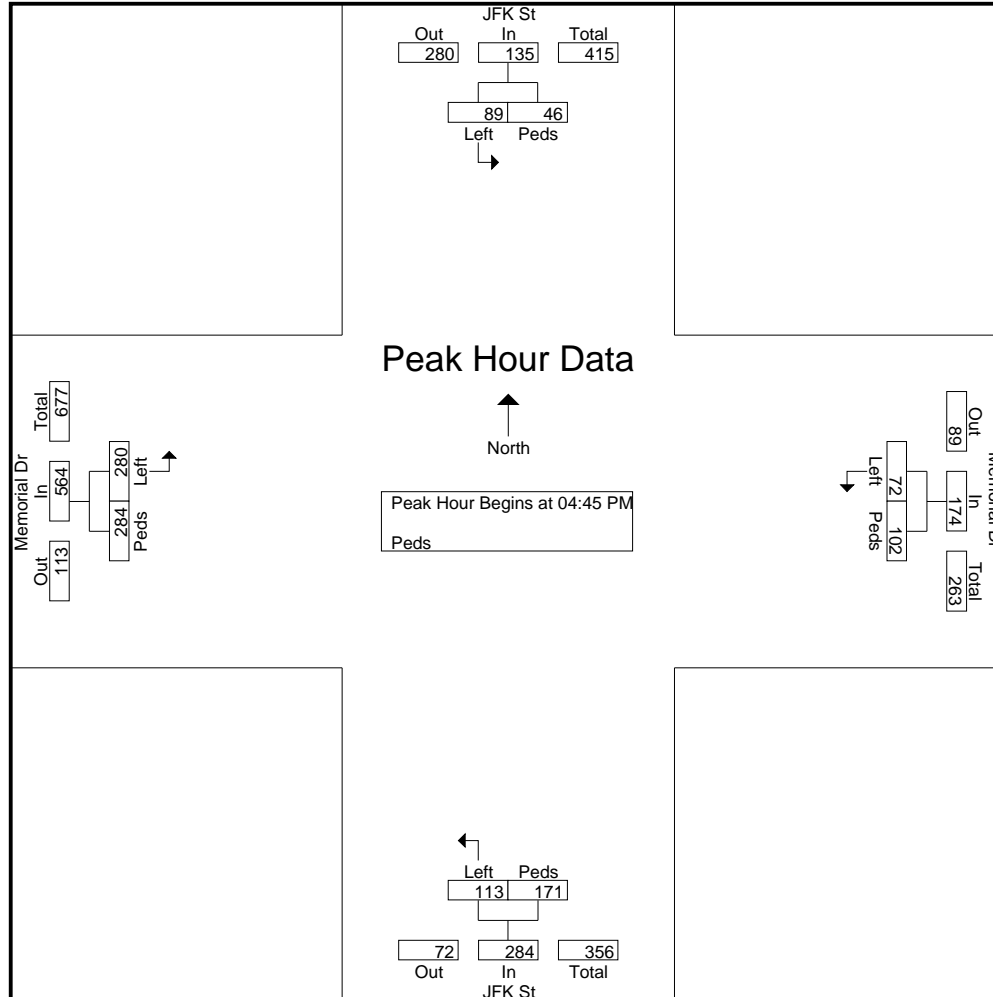 JFK St
Out In Total
280 135 415
89 46
Left Peds
Peak Hour Data
North
Peak Hour Begins at 04:45 PM
Peds
Memorial Dr
Out In Total
113 564 677
Left Peds
280 284
Memorial Dr
Out In Total
89 174 263
Left Peds
72 102
Left Peds
113 171
72 284 356
Out In Total
JFK St